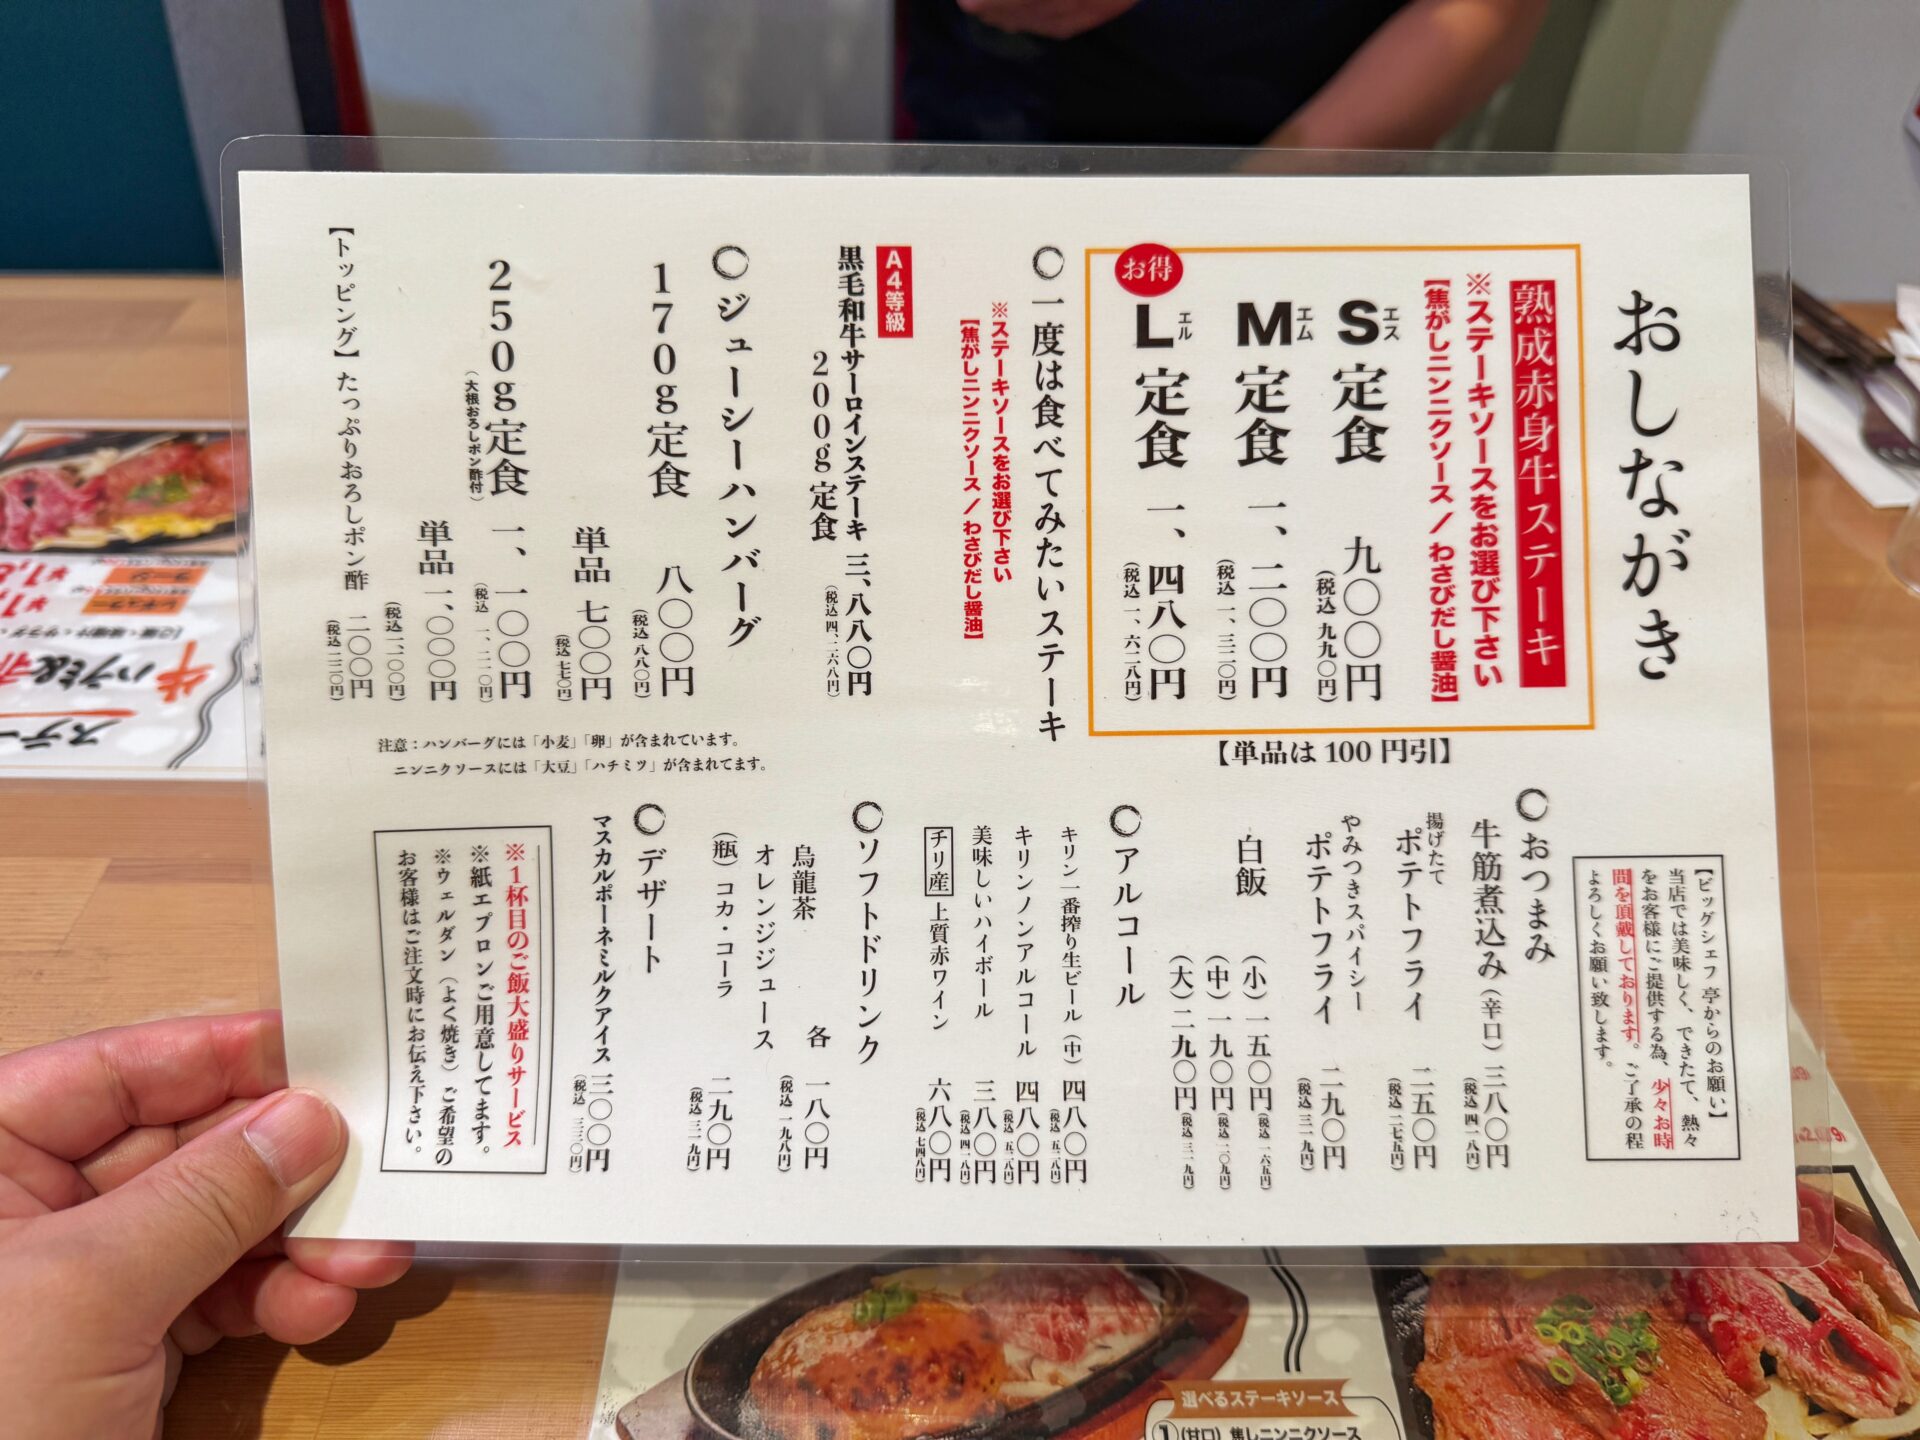 おしながき
熟成赤身牛ステーキ
※ステーキソースをお選び下さい
【焦がしニンニクソース／わさびだし醤油】
エス
S定食 九〇〇円
(税込 九九〇円)
エム
M定食 一、二〇〇円
(税込 一、三二〇円)
お得
エル
L定食 一、四八〇円
(税込 一、六二八円)
【単品は100円引】
〇一度は食べてみたいステーキ
※ステーキソースをお選び下さい
【焦がしニンニクソース／わさびだし醤油】
A4等級
黒毛和牛サーロインステーキ
200g定食 三、八八〇円
(税込 四、二六八円)
〇ジューシーハンバーグ
170g定食 八〇〇円
(税込 八八〇円)
単品 七〇〇円
(税込 七七〇円)
250g定食 一、一〇〇円
(大根おろしポン酢付)
(税込 一、二一〇円)
単品 一、〇〇〇円
(税込 一、一〇〇円)
【トッピング】たっぷりおろしポン酢 二〇〇円
(税込 二二〇円)
注意：ハンバーグには「小麦」「卵」が含まれています。
ニンニクソースには「大豆」「ハチミツ」が含まれてます。
【ビッグシェフ 亭からのお願い】
当店では美味しく、できたて、熱々
をお客様にご提供する為、少々お時
間を頂戴しております。ご了承の程
よろしくお願い致します。
〇おつまみ
牛筋煮込み(辛口) 三八〇円
(税込 四一八円)
揚げたて
ポテトフライ 二五〇円
(税込 二七五円)
やみつきスパイシー
ポテトフライ 二九〇円
(税込 三一九円)
白飯 (小)一五〇円(税込 一六五円)
(中)一九〇円(税込 二〇九円)
(大)二九〇円(税込 三一九円)
〇アルコール
キリン一番搾り生ビール(中) 四八〇円
(税込 五二八円)
キリンノンアルコール 四八〇円
(税込 五二八円)
美味しいハイボール 三八〇円
(税込 四一八円)
チリ産 上質赤ワイン 六八〇円
(税込 七四八円)
〇ソフトドリンク
烏龍茶 各 一八〇円
オレンジジュース (税込 一九八円)
(瓶)コカ・コーラ 二九〇円
(税込 三一九円)
〇デザート
マスカルポーネミルクアイス 三〇〇円
(税込 三三〇円)
※1杯目のご飯大盛りサービス
※紙エプロンご用意してます。
※ウェルダン(よく焼き)ご希望の
お客様はご注文時にお伝え下さい。
選べるステーキソース
1(甘口) 焦しニンニクソース